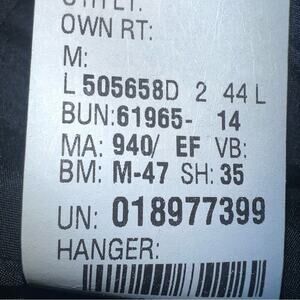 OWN RT:
M:
L 505658D 2 44 L
BUN: 61965- 14
MA: 940/ EF VB:
BM: M-47 SH: 35
UN: 018977399
HANGER: